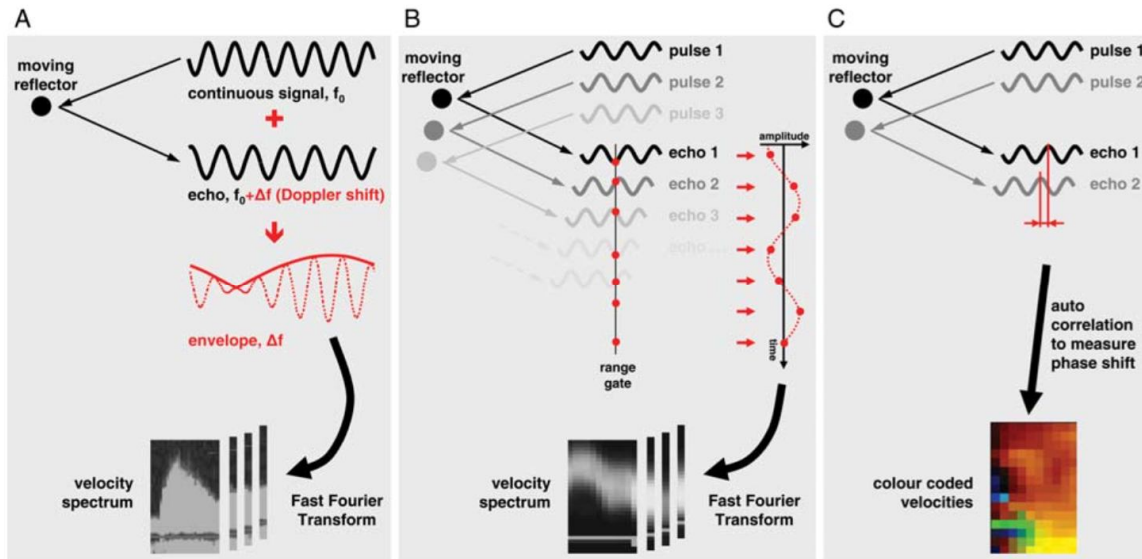 A
moving
reflector
continuous signal, f₀
+
echo, f₀+Δf (Doppler shift)
envelope, Δf
velocity
spectrum
Fast Fourier
Transform
B
moving
reflector
pulse 1
pulse 2
pulse 3
amplitude
echo 1
echo 2
echo 3
echo ...
time
range
gate
velocity
spectrum
Fast Fourier
Transform
C
moving
reflector
pulse 1
pulse 2
echo 1
echo 2
auto
correlation
to measure
phase shift
colour coded
velocities